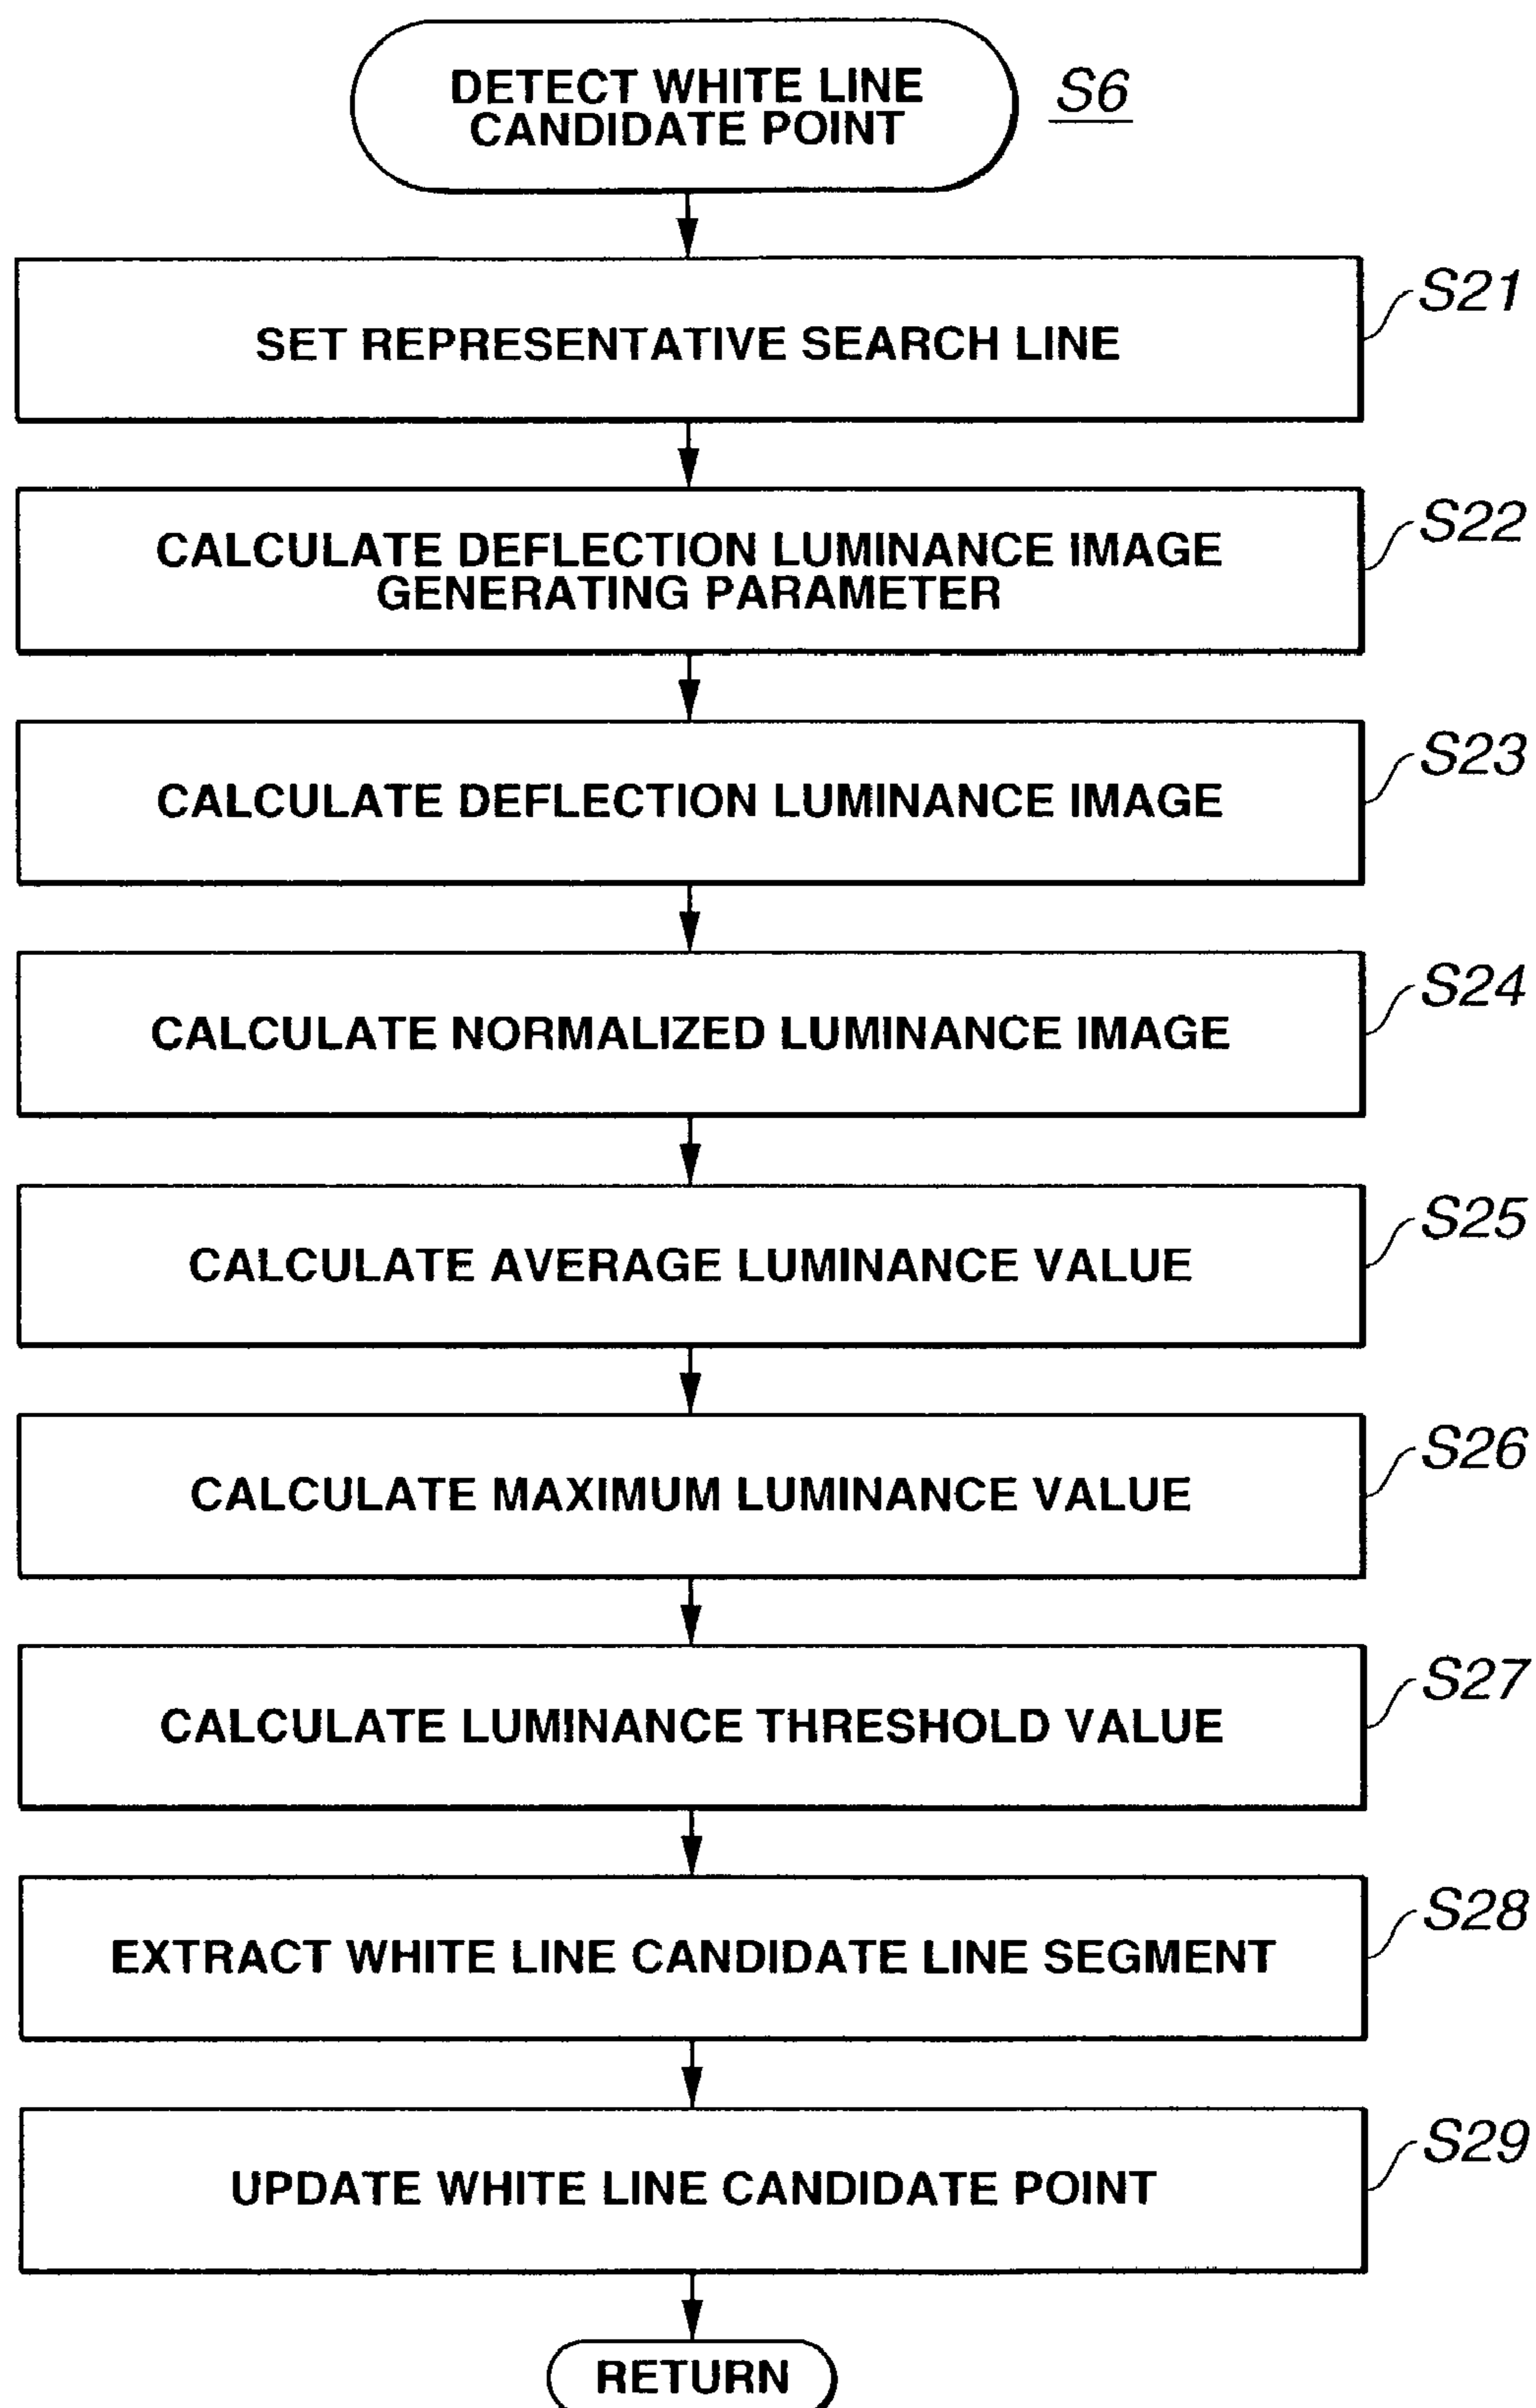 DETECT WHITE LINE
CANDIDATE POINT
S6
SET REPRESENTATIVE SEARCH LINE
S21
CALCULATE DEFLECTION LUMINANCE IMAGE
GENERATING PARAMETER
S22
CALCULATE DEFLECTION LUMINANCE IMAGE
S23
CALCULATE NORMALIZED LUMINANCE IMAGE
S24
CALCULATE AVERAGE LUMINANCE VALUE
S25
CALCULATE MAXIMUM LUMINANCE VALUE
S26
CALCULATE LUMINANCE THRESHOLD VALUE
S27
EXTRACT WHITE LINE CANDIDATE LINE SEGMENT
S28
UPDATE WHITE LINE CANDIDATE POINT
S29
RETURN